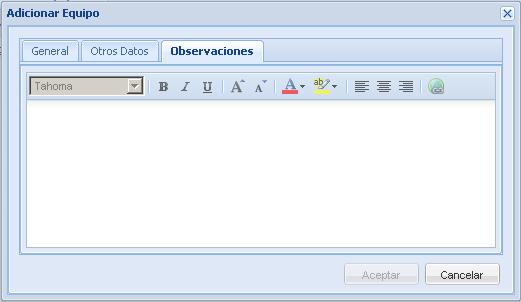 Adicionar Equipo
General Otros Datos Observaciones
Tahoma B I U A A A ab
Aceptar Cancelar